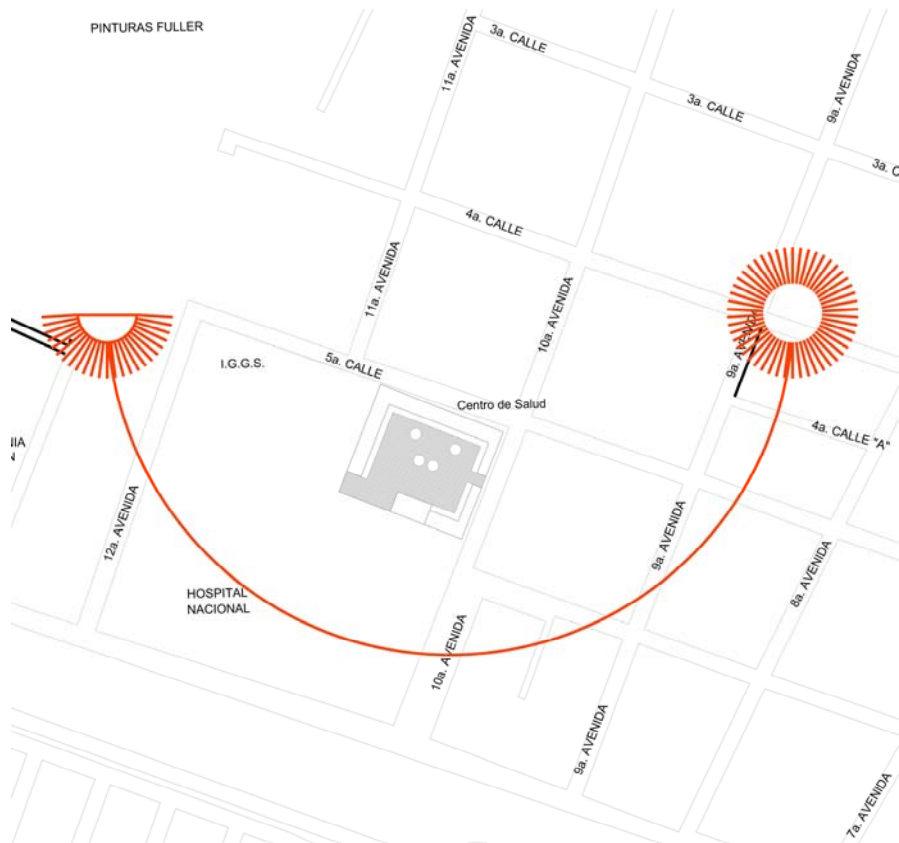 PINTURAS FULLER
11a. AVENIDA
3a. CALLE
3a. CALLE
9a. AVENIDA
3a. C
4a. CALLE
11a. AVENIDA
10a. AVENIDA
9a. AVENIDA
I.G.G.S.
5a. CALLE
Centro de Salud
4a. CALLE "A"
NIA
N
12a. AVENIDA
9a. AVENIDA
8a. AVENIDA
HOSPITAL
NACIONAL
10a. AVENIDA
9a. AVENIDA
7a. AVENIDA